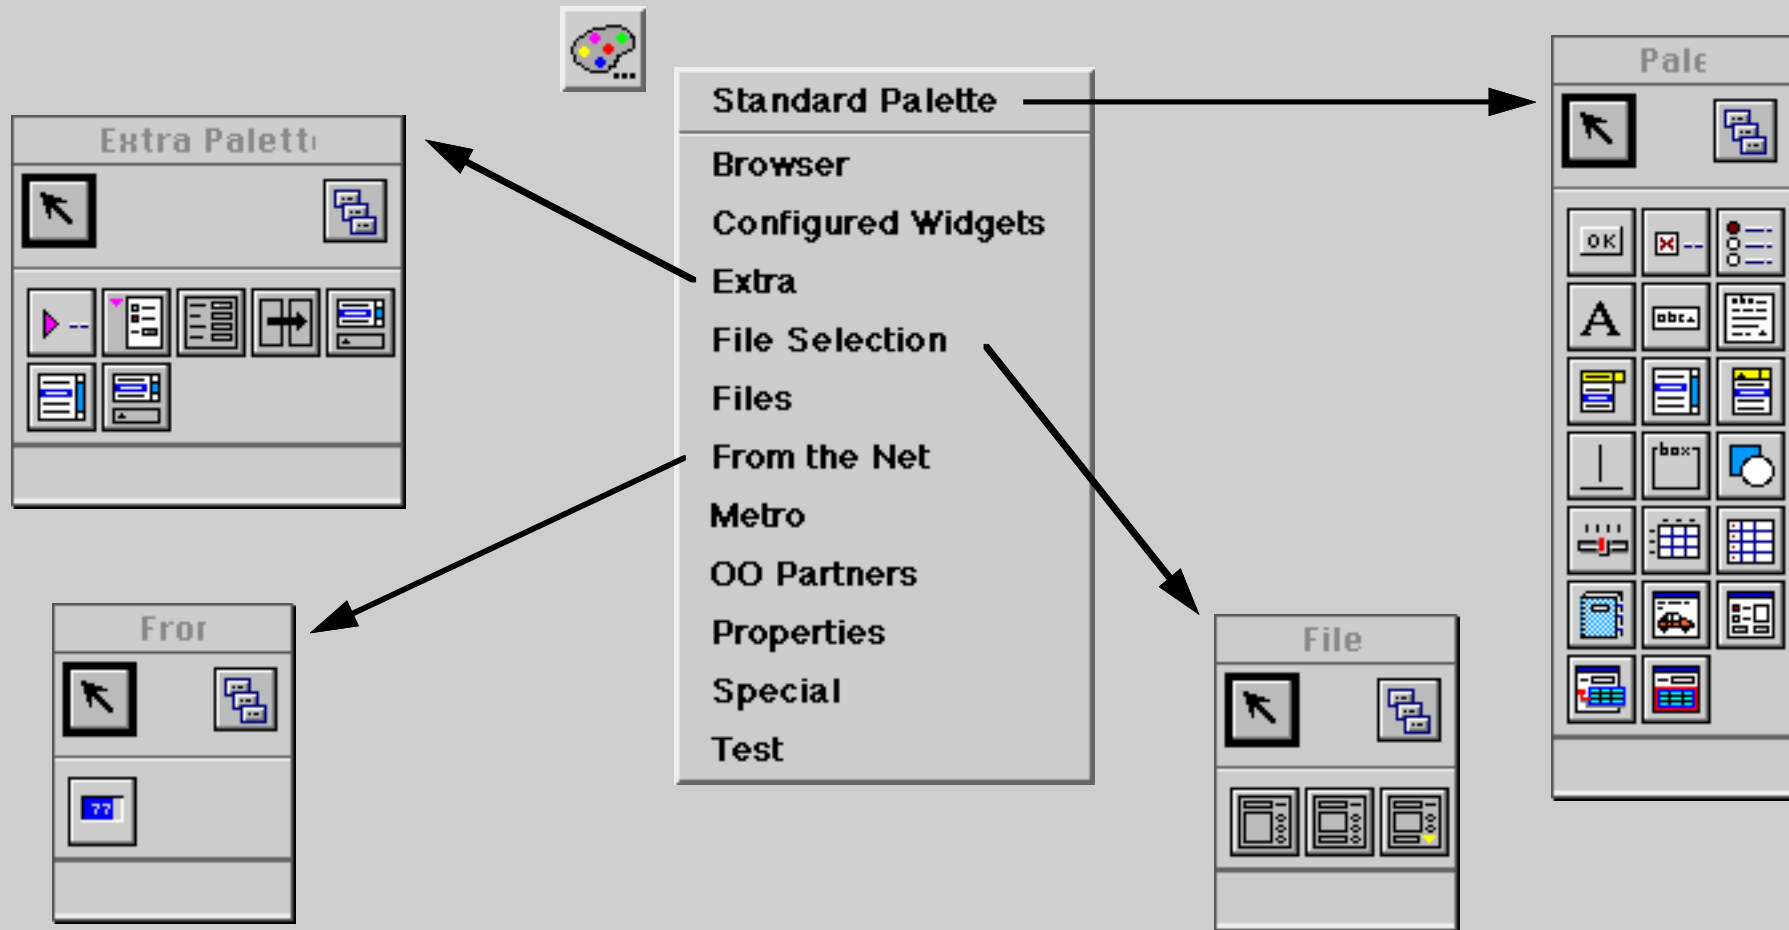 Standard Palette
Browser
Configured Widgets
Extra
File Selection
Files
From the Net
Metro
OO Partners
Properties
Special
Test
Extra Palett
Fror
77
File
Pale
OK
A
abc
box